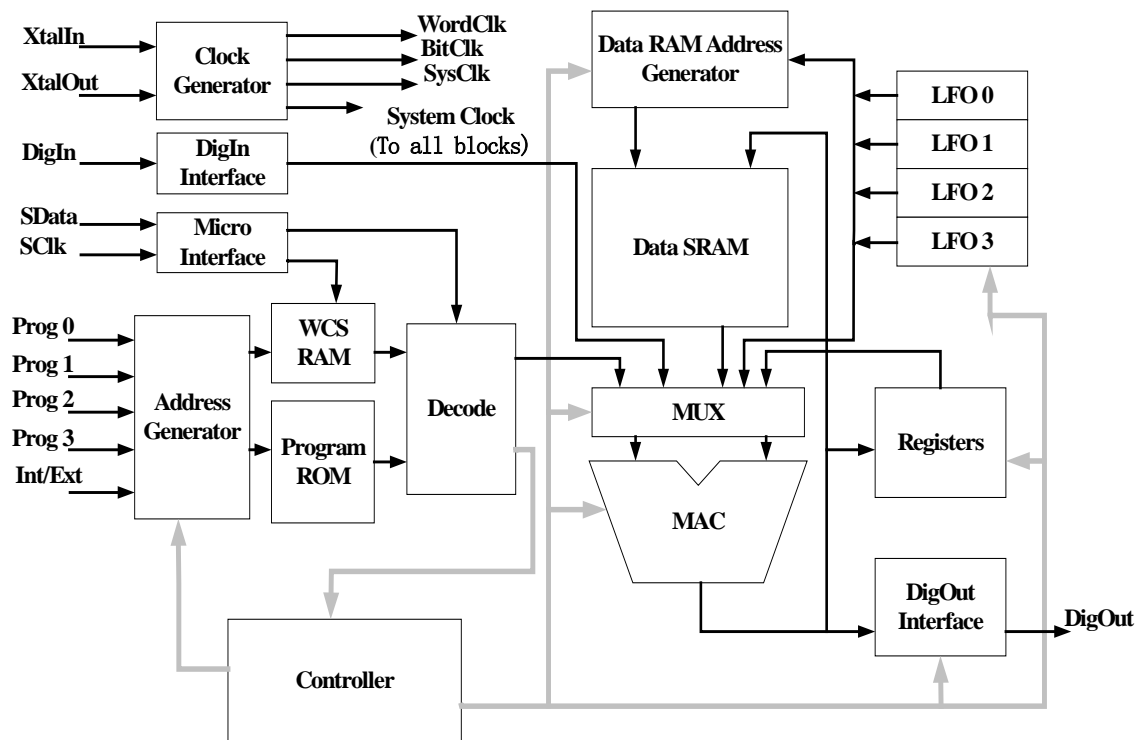 XtalIn
XtalOut
Clock
Generator
WordClk
BitClk
SysClk
System Clock
(To all blocks)
DigIn
DigIn
Interface
SData
SClk
Micro
Interface
Prog 0
Prog 1
Prog 2
Prog 3
Int/Ext
Address
Generator
WCS
RAM
Program
ROM
Decode
Controller
Data RAM Address
Generator
Data SRAM
MUX
MAC
LFO 0
LFO 1
LFO 2
LFO 3
Registers
DigOut
Interface
DigOut